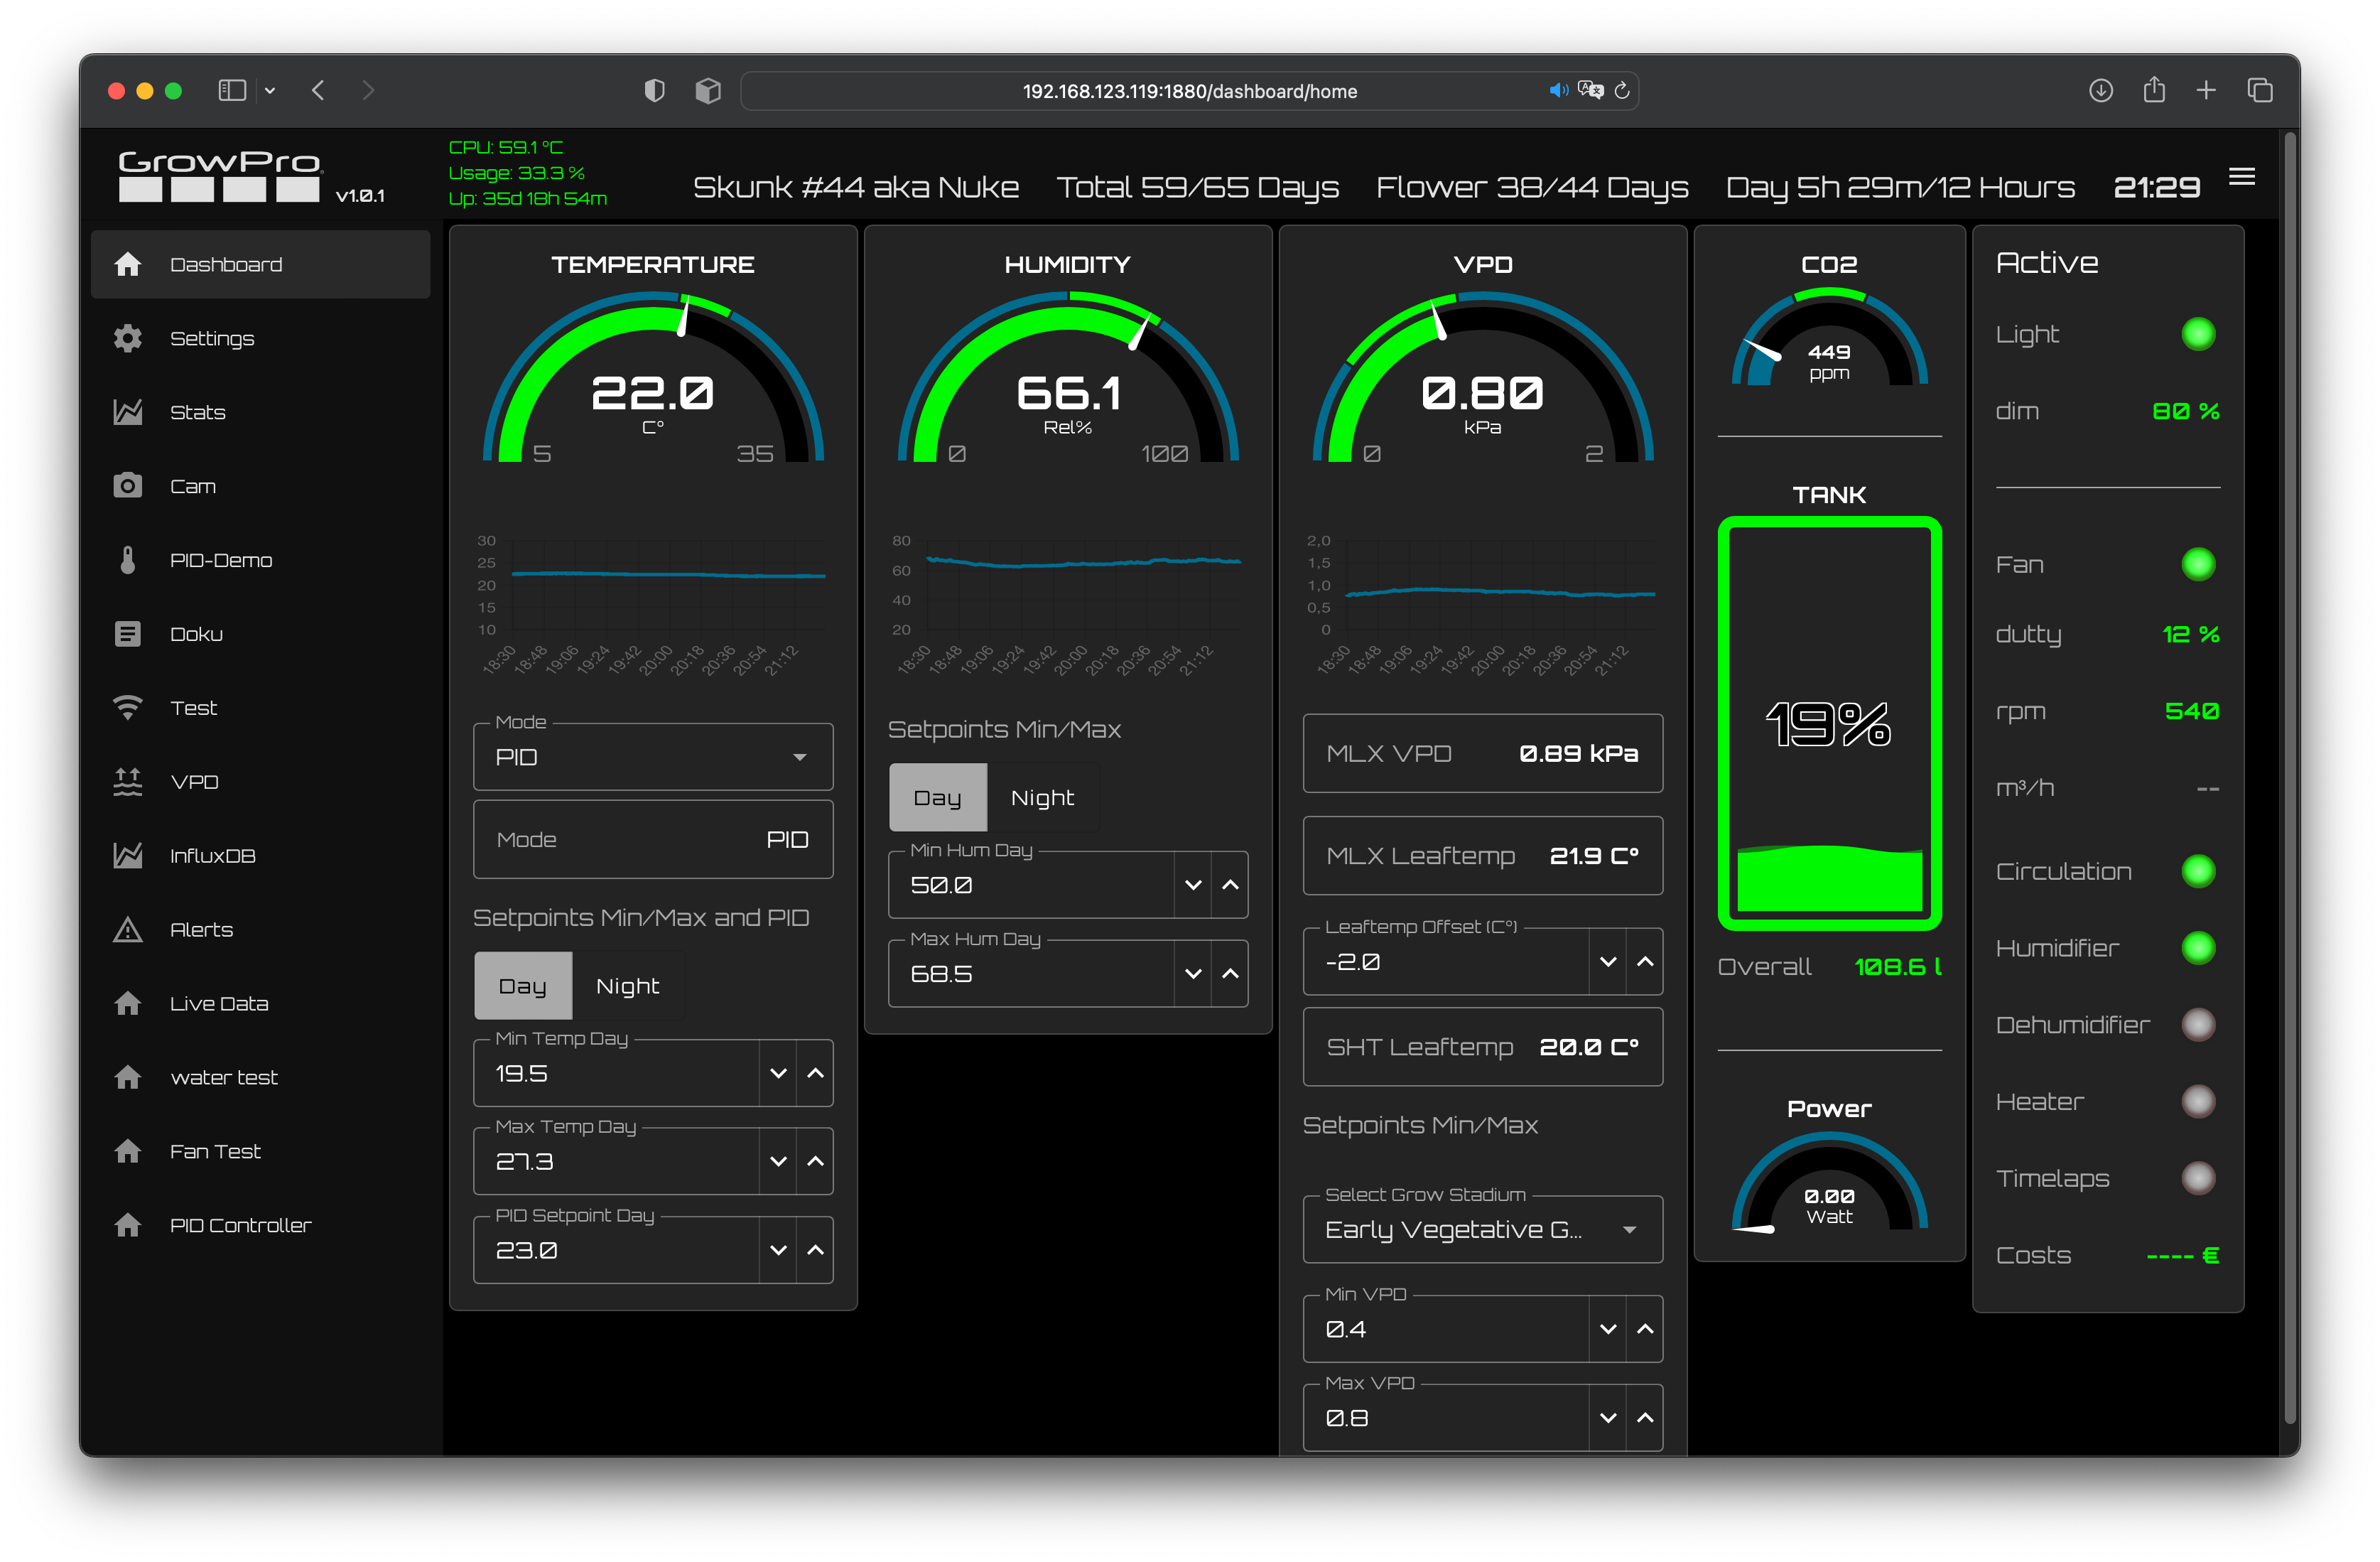 192.168.123.119:1880/dashboard/home
GrowPro
v1.0.1
CPU: 59.1 °C
Usage: 33.3 %
Up: 35d 18h 54m
Skunk #44 aka Nuke
Total 59/65 Days
Flower 38/44 Days
Day 5h 29m/12 Hours
21:29
Dashboard
Settings
Stats
Cam
PID-Demo
Doku
Test
VPD
InfluxDB
Alerts
Live Data
water test
Fan Test
PID Controller
TEMPERATURE
22.0
C°
5
35
30
25
20
15
10
18:30
18:48
19:06
19:24
19:42
20:00
20:18
20:36
20:54
21:12
Mode
PID
Mode
PID
Setpoints Min/Max and PID
Day
Night
Min Temp Day
19.5
Max Temp Day
27.3
PID Setpoint Day
23.0
HUMIDITY
66.1
Rel%
0
100
80
60
40
20
18:30
18:48
19:06
19:24
19:42
20:00
20:18
20:36
20:54
21:12
Setpoints Min/Max
Day
Night
Min Hum Day
50.0
Max Hum Day
68.5
VPD
0.80
kPa
0
2
2,0
1,5
1,0
0,5
0
18:30
18:48
19:06
19:24
19:42
20:00
20:18
20:36
20:54
21:12
MLX VPD
0.89 kPa
MLX Leaftemp
21.9 C°
Leaftemp Offset (C°)
-2.0
SHT Leaftemp
20.0 C°
Setpoints Min/Max
Select Grow Stadium
Early Vegetative G...
Min VPD
0.4
Max VPD
0.8
CO2
449
ppm
TANK
19%
Overall
108.6 l
Power
0.00
Watt
Active
Light
dim
80 %
Fan
dutty
12 %
rpm
540
m³/h
--
Circulation
Humidifier
Dehumidifier
Heater
Timelaps
Costs
---- €